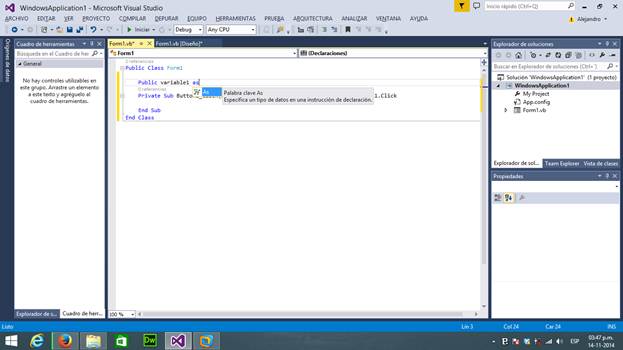 WindowsApplication1 - Microsoft Visual Studio
Inicio rápido (Ctrl+Q)
ARCHIVO EDITAR VER PROYECTO COMPILAR DEPURAR EQUIPO HERRAMIENTAS PRUEBA ARQUITECTURA ANALIZAR VENTANA AYUDA
Alejandro
Iniciar Debug Any CPU
Orígenes de datos
Cuadro de herramientas
Buscar en el cuadro de herrar
General
No hay controles utilizables en
este grupo. Arrastre un elemento
a este texto y agréguelo al
cuadro de herramientas.
Form1.vb* Form1.vb [Diseño]*
Form1
(Declaraciones)
0 referencias
Public Class Form1
Public variable1 as
0 referencias
Private Sub
1.Click
As
Palabra clave As
Especifica un tipo de datos en una instrucción de declaración.
End Sub
End Class
100 %
Explorador de soluciones
Buscar en Explorador de soluciones (Ctrl+`)
Solución 'WindowsApplication1' (1 proyecto)
WindowsApplication1
My Project
App.config
Form1.vb
Explorador de sol... Team Explorer Vista de clases
Propiedades
Explorador de s... Cuadro de herr...
Listo
Lín 3 Col 24 Car 24 INS
Dw
ESP
03:47 p.m.
14-11-2014